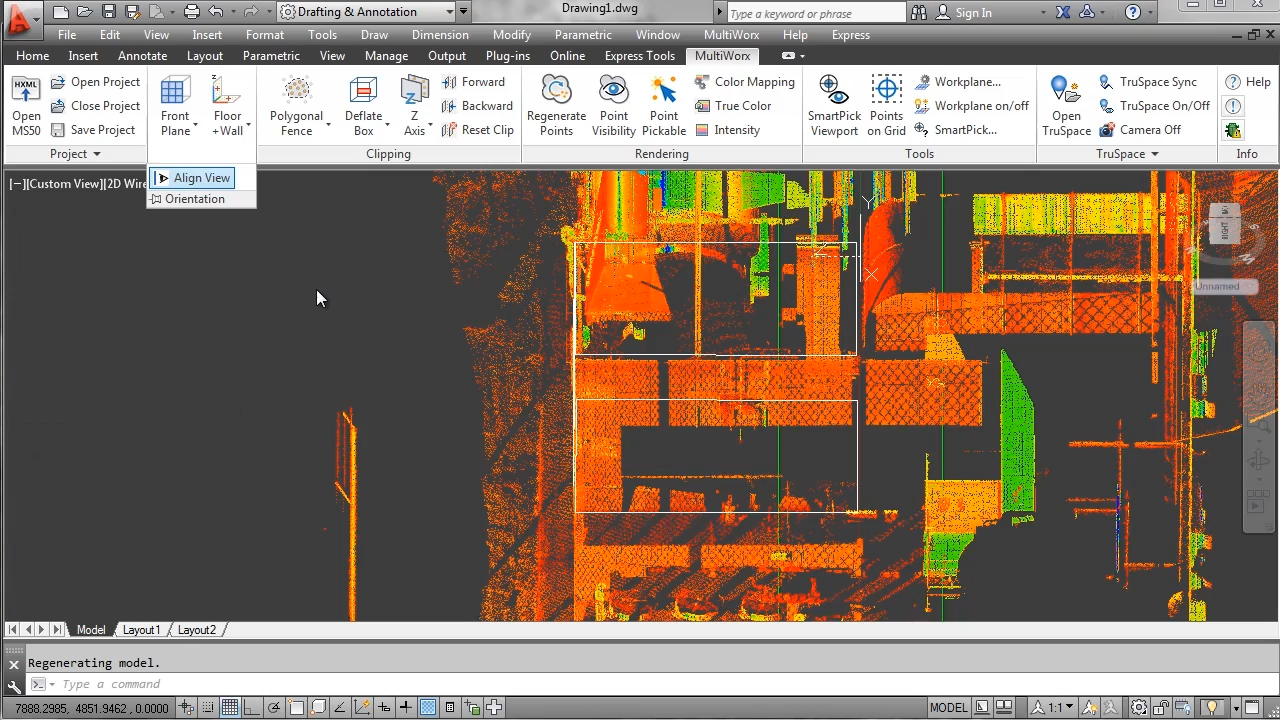 Drafting & Annotation
Drawing1.dwg
Type a keyword or phrase
Sign In
File Edit View Insert Format Tools Draw Dimension Modify Parametric Window MultiWorx Help Express
Home Insert Annotate Layout Parametric View Manage Output Plug-ins Online Express Tools MultiWorx
HXML
Open MS50
Open Project
Close Project
Save Project
Front Plane
Floor +Wall
Polygonal Fence
Deflate Box
Z Axis
Forward
Backward
Reset Clip
Regenerate Points
Point Visibility
Point Pickable
Color Mapping
True Color
Intensity
SmartPick Viewport
Points on Grid
Workplane...
Workplane on/off
SmartPick...
Open TruSpace
TruSpace Sync
TruSpace On/Off
Camera Off
Help
Project
Clipping
Rendering
Tools
TruSpace
Info
Align View
Orientation
[−][Custom View][2D Wire
RIGHT
Unnamed
Model Layout1 Layout2
Regenerating model.
Type a command
7888.2985, 4851.9462, 0.0000
MODEL
1:1